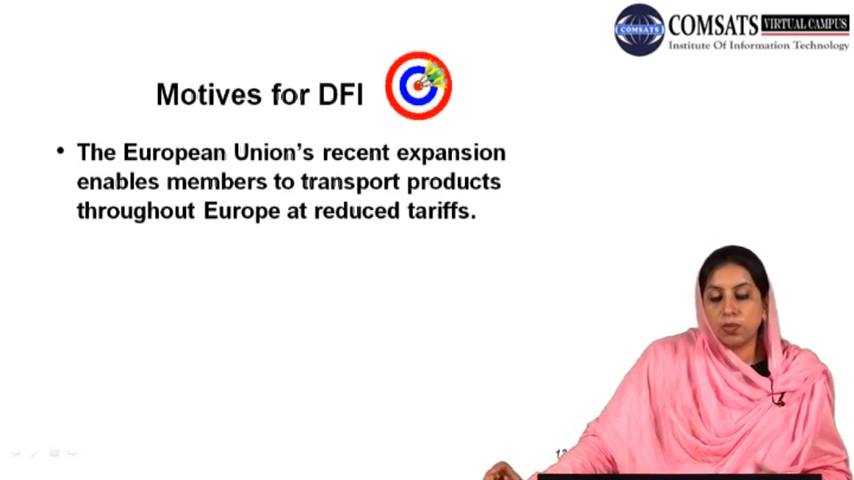 COMSATS VIRTUAL CAMPUS
COMSATS
Institute Of Information Technology
Motives for DFI
• The European Union's recent expansion
enables members to transport products
throughout Europe at reduced tariffs.